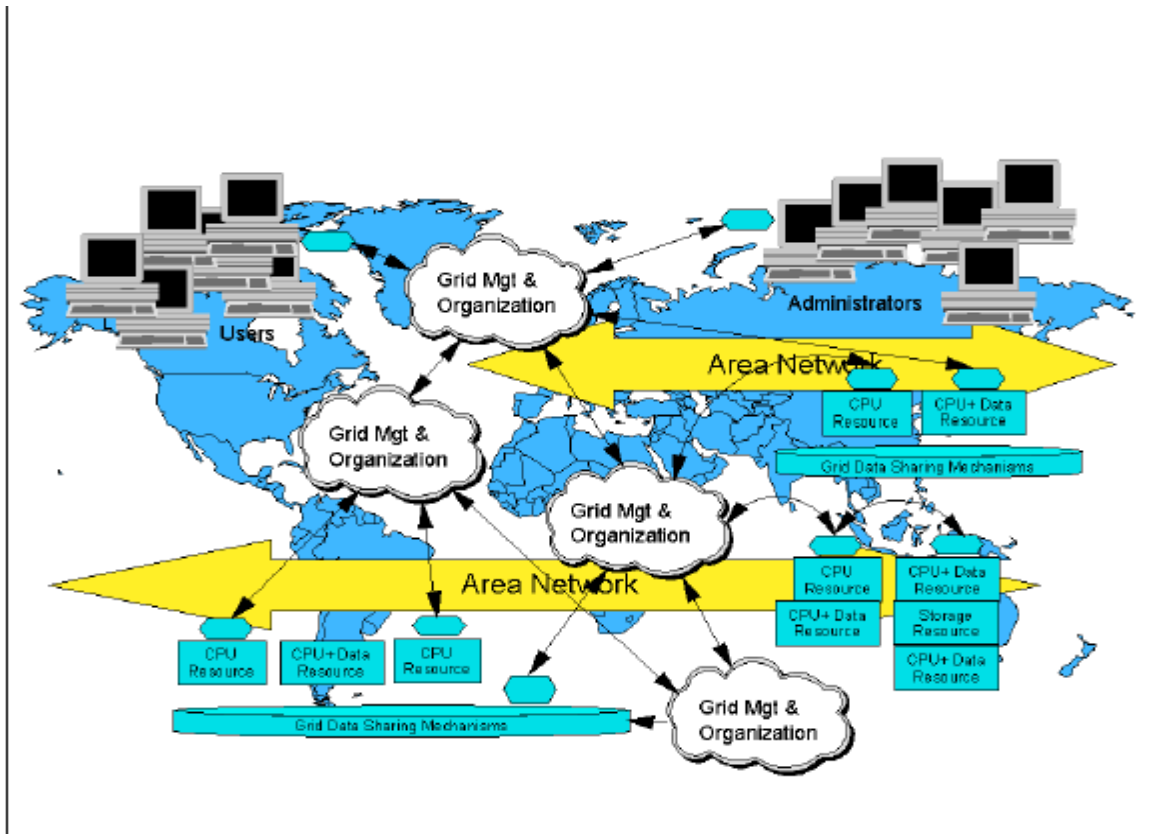 Grid Mgt &
Organization
Users
Administrators
Area Network
CPU
Resource
CPU+ Data
Resource
Grid Mgt &
Organization
Grid Data Sharing Mechanisms
Grid Mgt &
Organization
Area Network
CPU
Resource
CPU+ Data
Resource
CPU+ Data
Resource
Storage
Resource
CPU+ Data
Resource
CPU
Resource
CPU+Data
Resource
CPU
Resource
Grid Data Sharing Mechanisms
Grid Mgt &
Organization